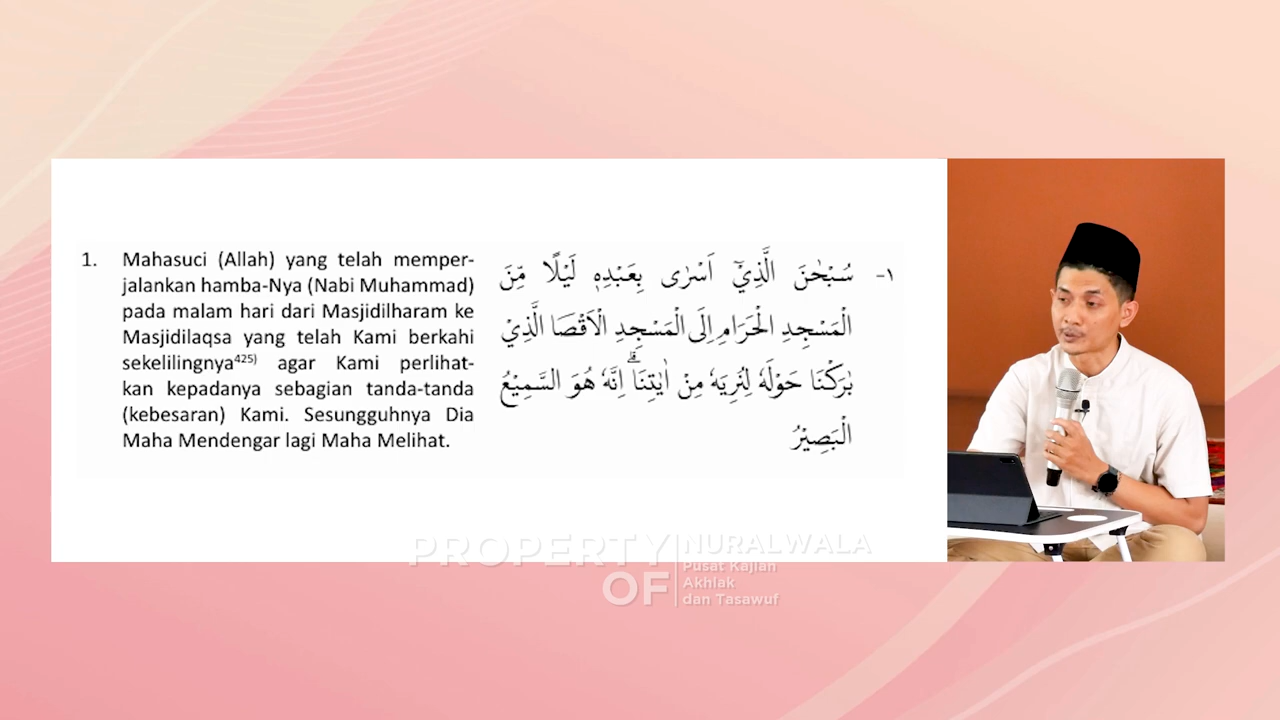 1. Mahasuci (Allah) yang telah memper-
jalankan hamba-Nya (Nabi Muhammad)
pada malam hari dari Masjidilharam ke
Masjidilaqsa yang telah Kami berkahi
sekelilingnya⁴²⁵⁾ agar Kami perlihat-
kan kepadanya sebagian tanda-tanda
(kebesaran) Kami. Sesungguhnya Dia
Maha Mendengar lagi Maha Melihat.
١- سُبْحٰنَ الَّذِيْٓ اَسْرٰى بِعَبْدِهٖ لَيْلًا مِّنَ
الْمَسْجِدِ الْحَرَامِ اِلَى الْمَسْجِدِ الْاَقْصَا الَّذِيْ
بٰرَكْنَا حَوْلَهٗ لِنُرِيَهٗ مِنْ اٰيٰتِنَاۗ اِنَّهٗ هُوَ السَّمِيْعُ
الْبَصِيْرُ
PROPERTY OF
NURALWALA
Pusat Kajian
Akhlak
dan Tasawuf